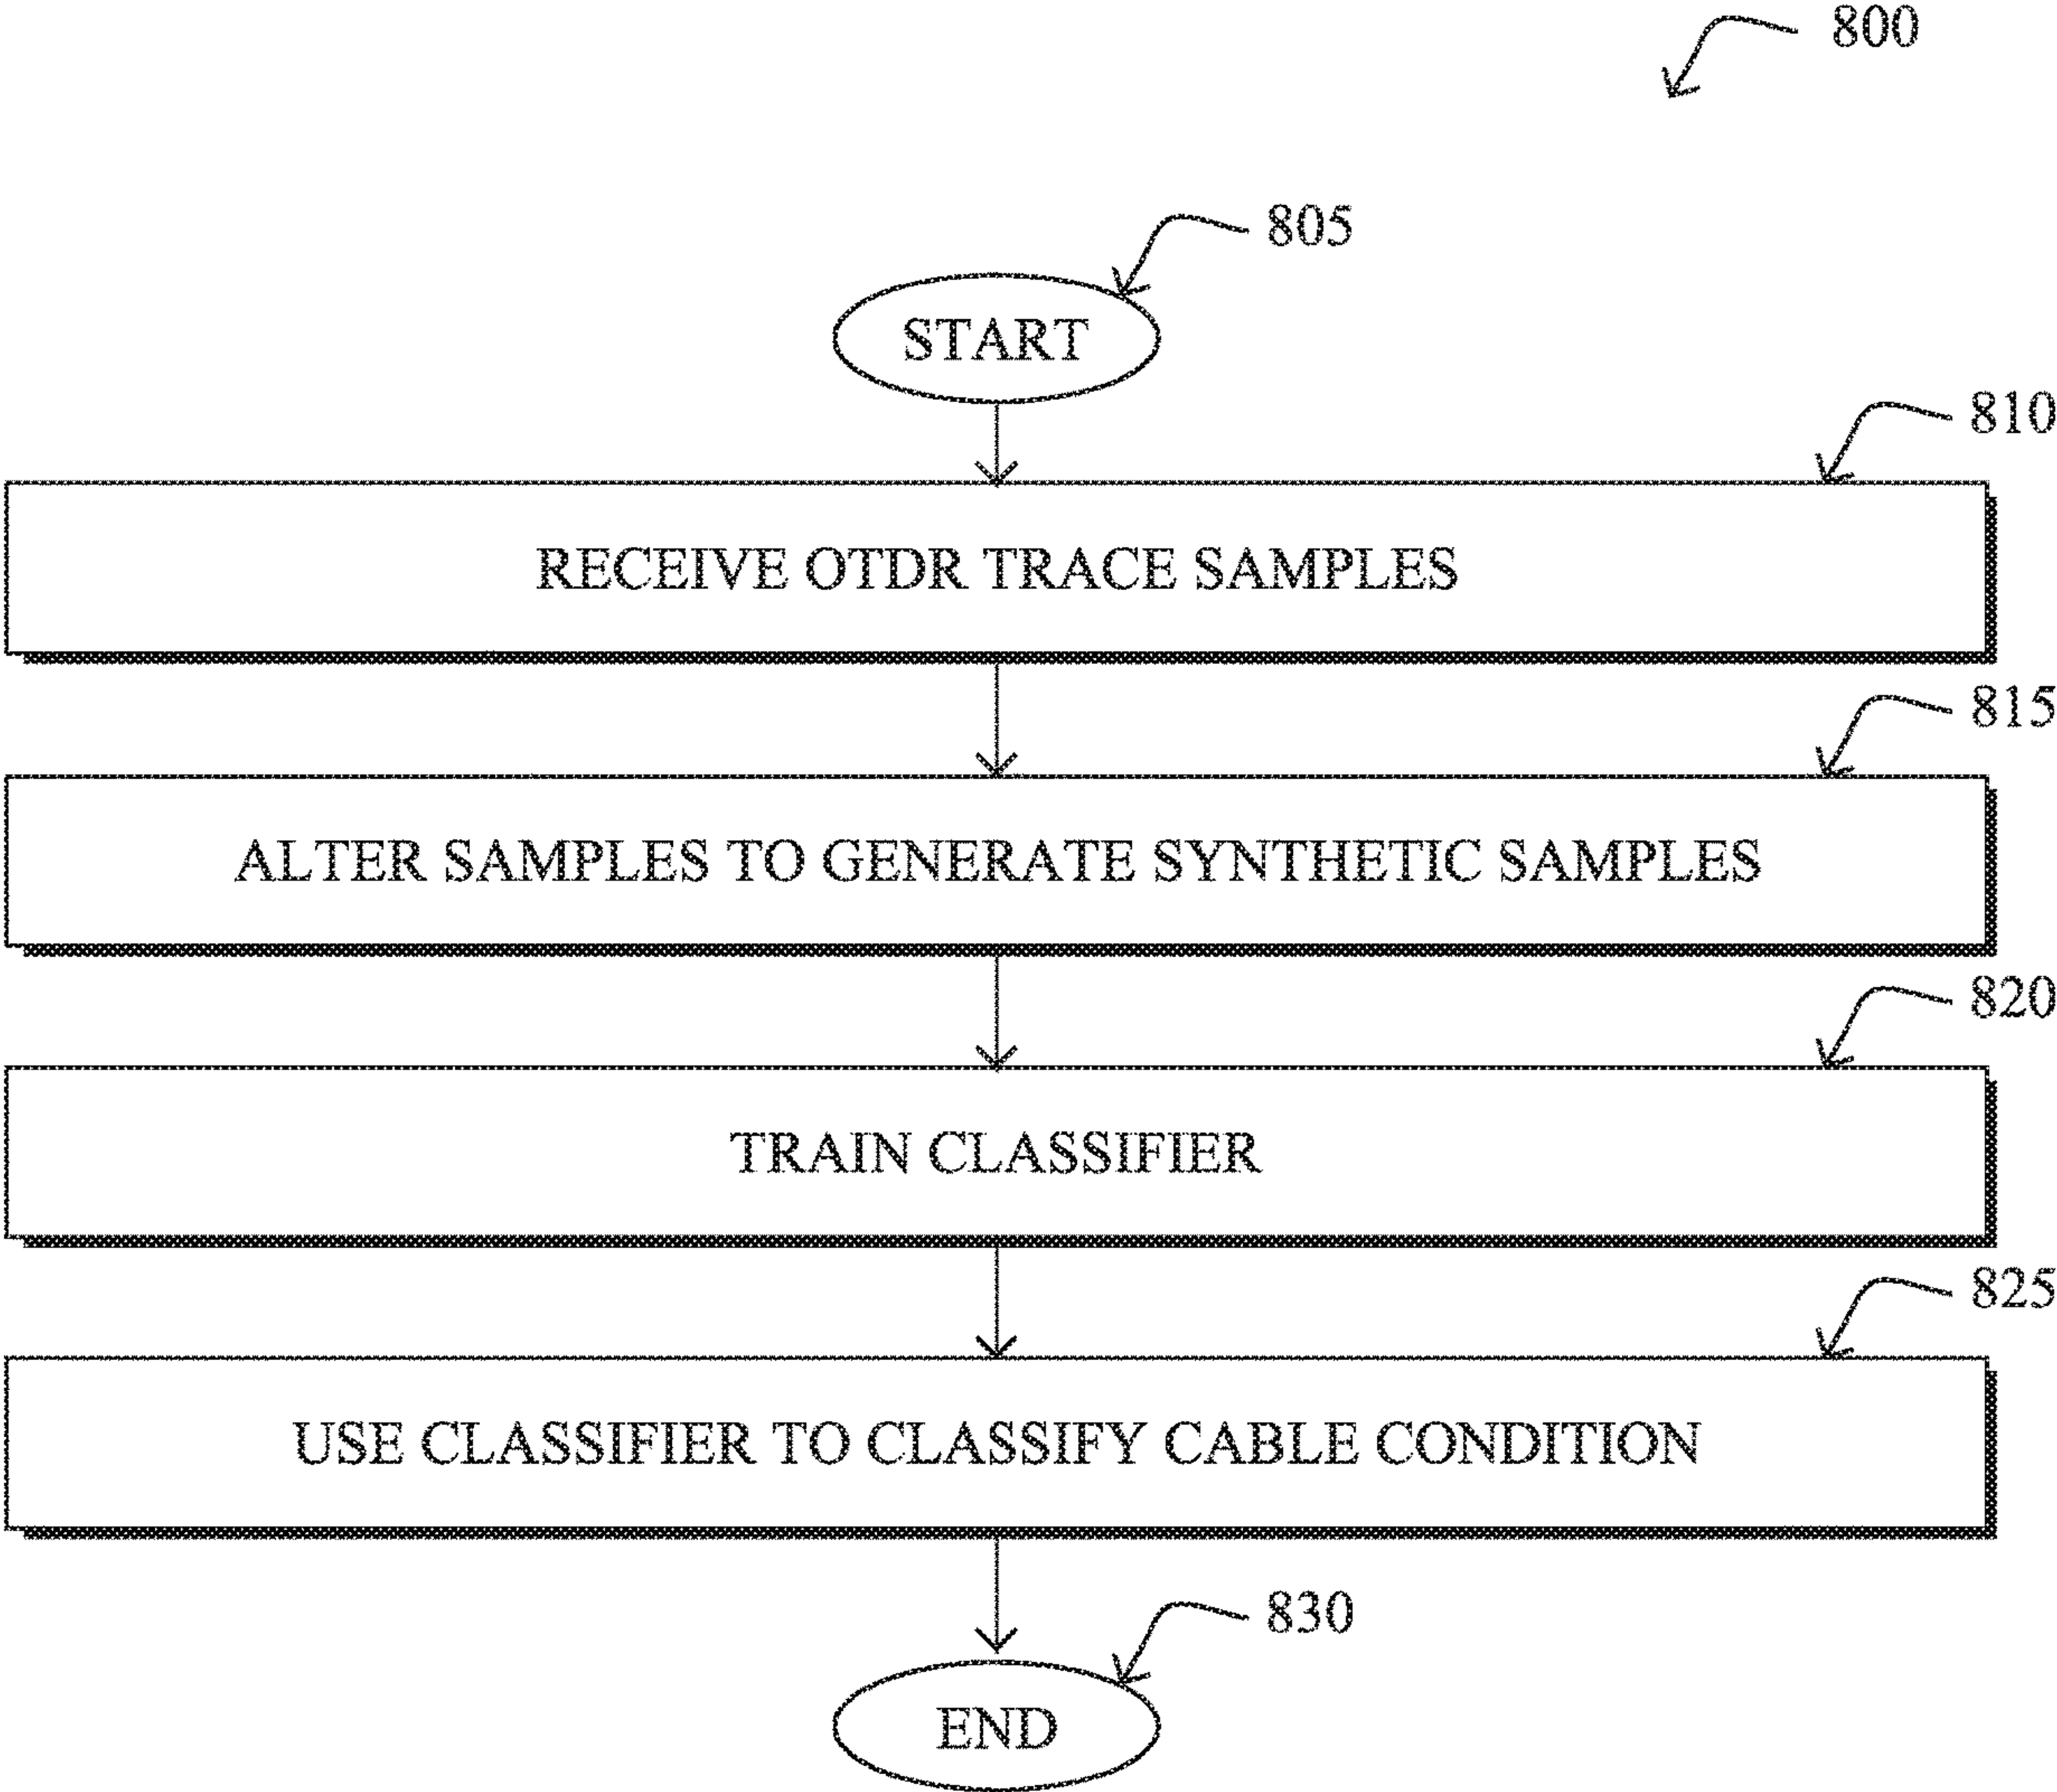 800
805
START
810
RECEIVE OTDR TRACE SAMPLES
815
ALTER SAMPLES TO GENERATE SYNTHETIC SAMPLES
820
TRAIN CLASSIFIER
825
USE CLASSIFIER TO CLASSIFY CABLE CONDITION
830
END